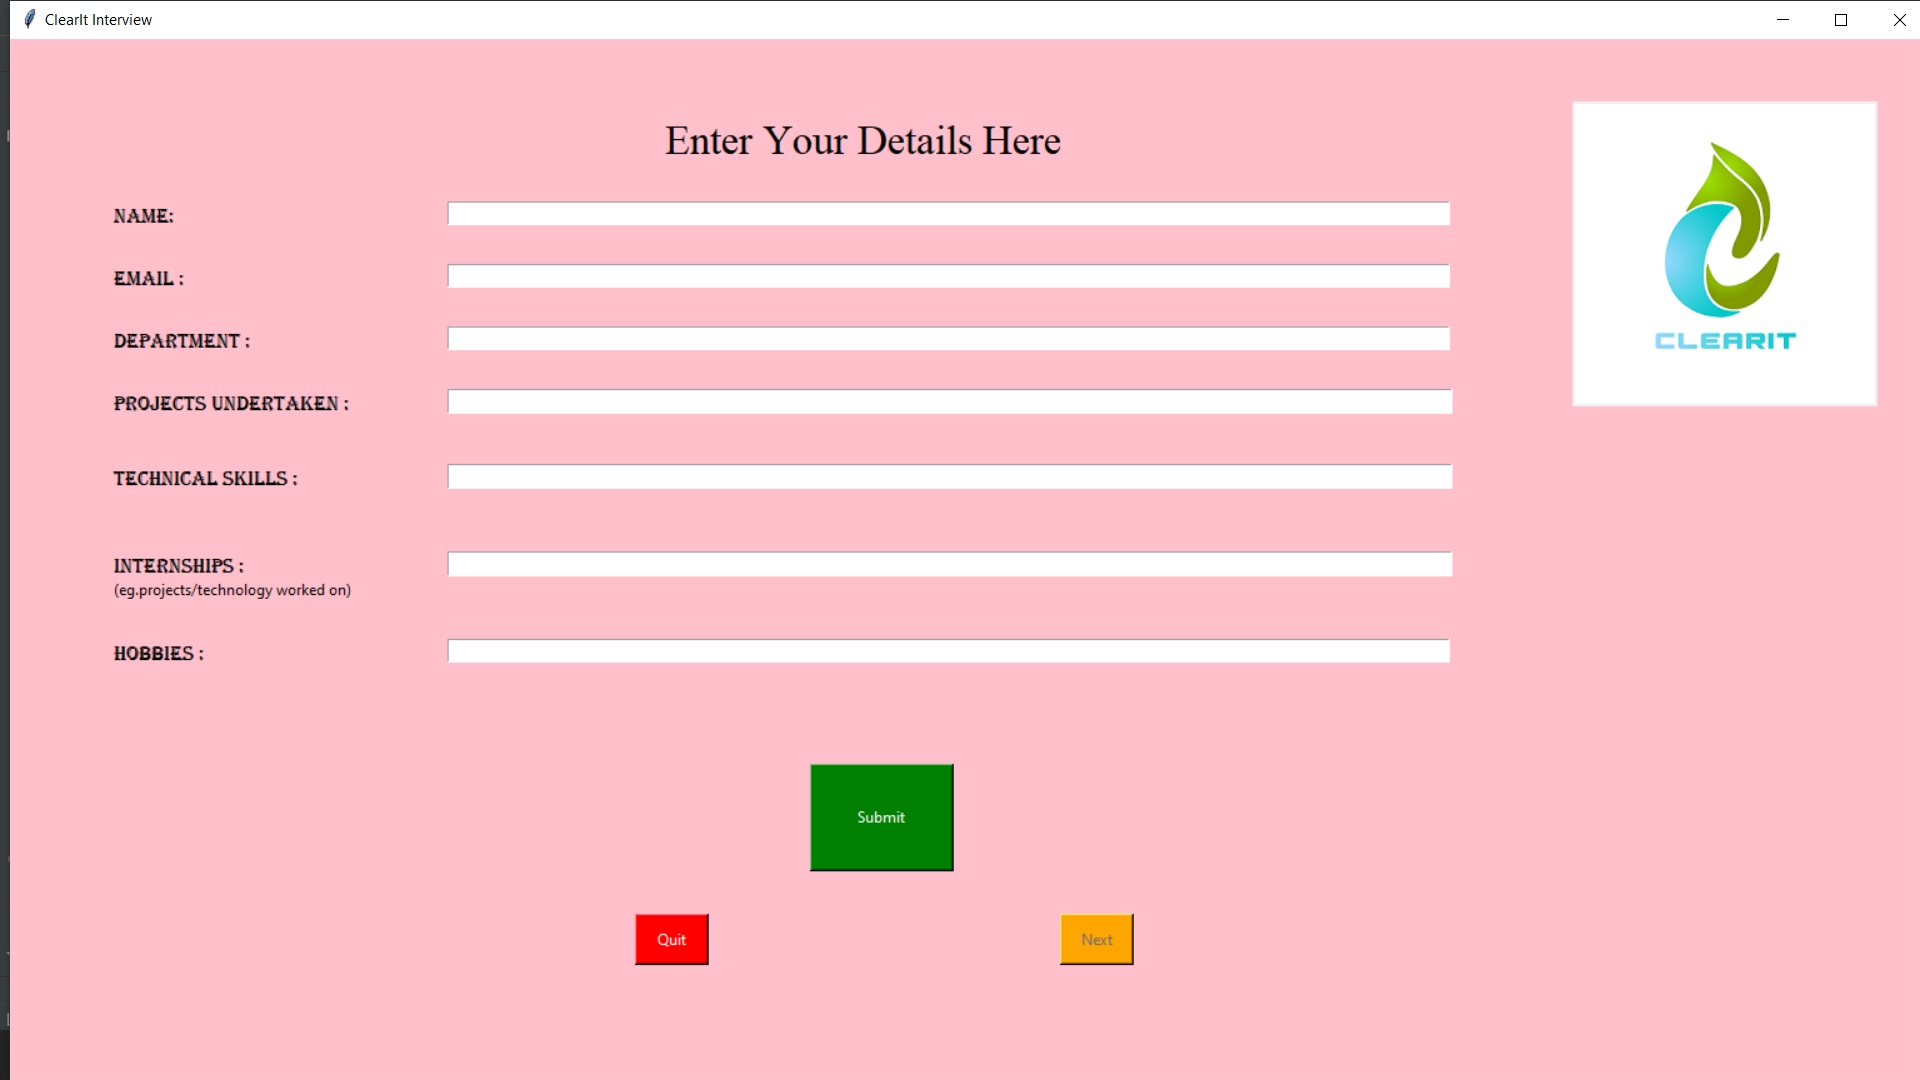 ClearIt Interview
Enter Your Details Here
NAME:
EMAIL :
DEPARTMENT :
PROJECTS UNDERTAKEN :
TECHNICAL SKILLS :
INTERNSHIPS :
(eg.projects/technology worked on)
HOBBIES :
CLEARIT
Submit
Quit
Next